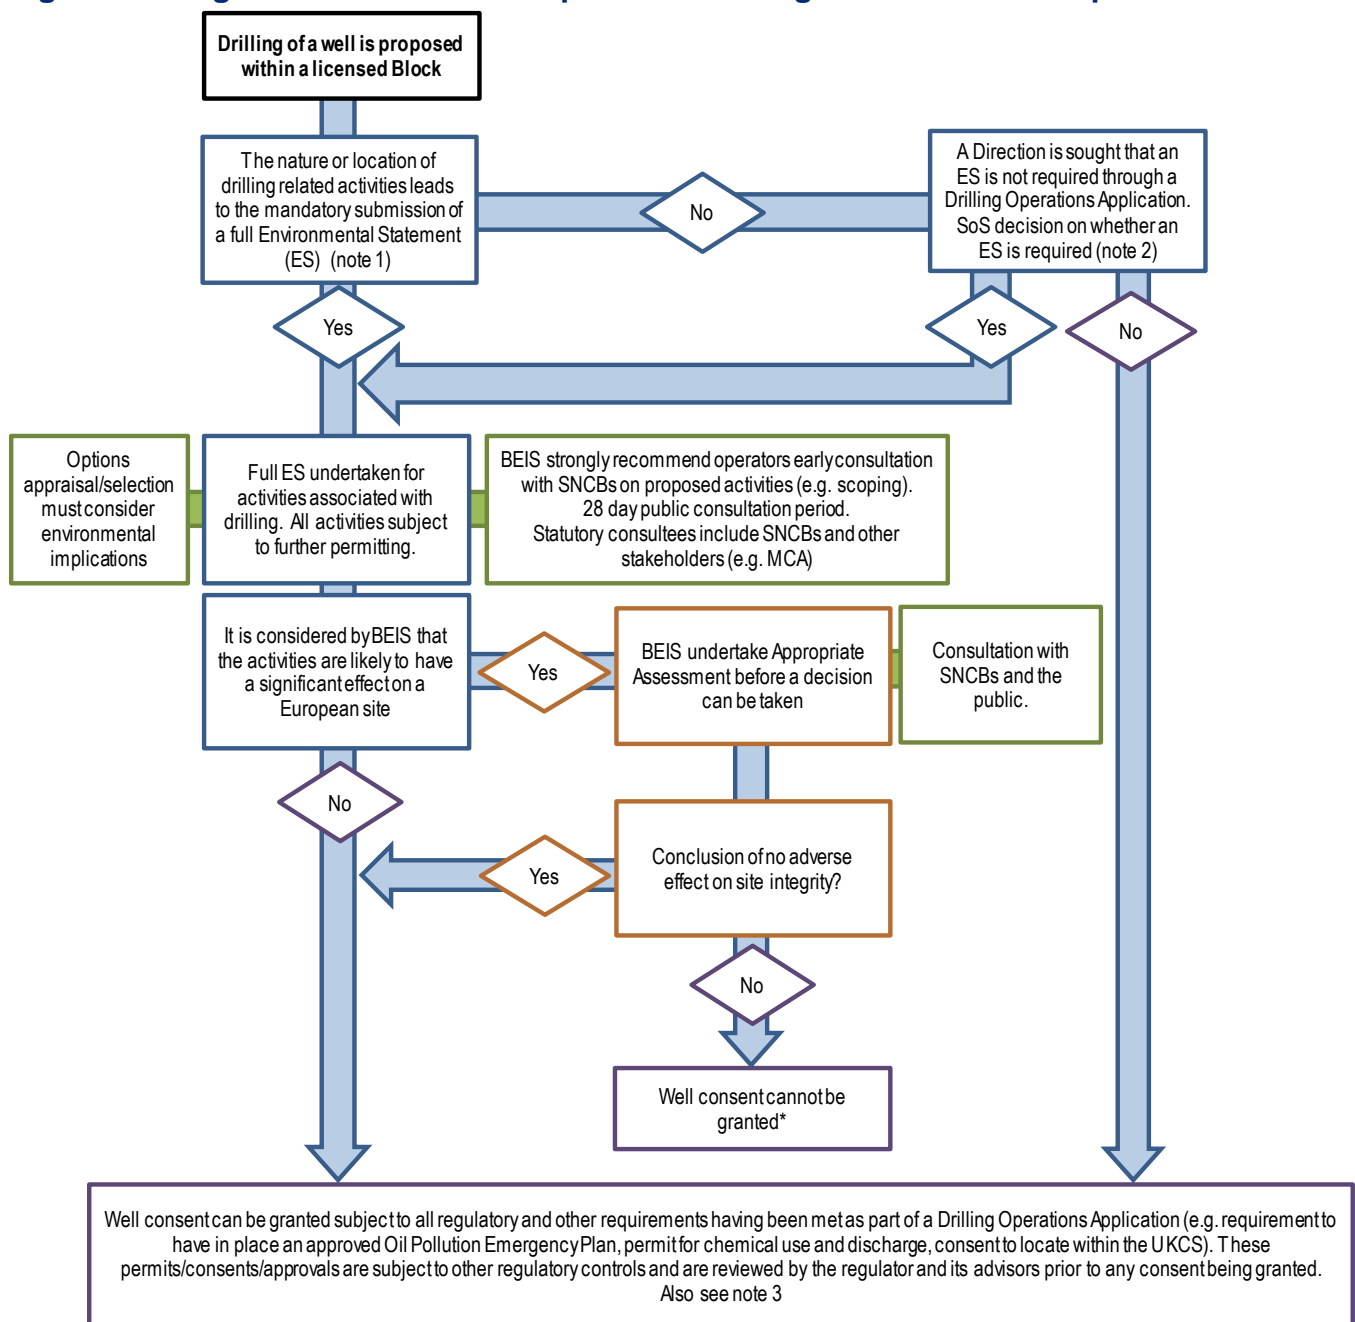 Drilling of a well is proposed
within a licensed Block
The nature or location of
drilling related activities leads
to the mandatory submission of
a full Environmental Statement
(ES) (note 1)
No
A Direction is sought that an
ES is not required through a
Drilling Operations Application.
SoS decision on whether an
ES is required (note 2)
Yes
Yes
No
Options
appraisal/selection
must consider
environmental
implications
Full ES undertaken for
activities associated with
drilling. All activities subject
to further permitting.
BEIS strongly recommend operators early consultation
with SNCBs on proposed activities (e.g. scoping).
28 day public consultation period.
Statutory consultees include SNCBs and other
stakeholders (e.g. MCA)
It is considered by BEIS that
the activities are likely to have
a significant effect on a
European site
Yes
BEIS undertake Appropriate
Assessment before a decision
can be taken
Consultation with
SNCBs and the
public.
No
Yes
Conclusion of no adverse
effect on site integrity?
No
Well consent cannot be
granted*
Well consent can be granted subject to all regulatory and other requirements having been met as part of a Drilling Operations Application (e.g. requirement to
have in place an approved Oil Pollution Emergency Plan, permit for chemical use and discharge, consent to locate within the UKCS). These
permits/consents/approvals are subject to other regulatory controls and are reviewed by the regulator and its advisors prior to any consent being granted.
Also see note 3